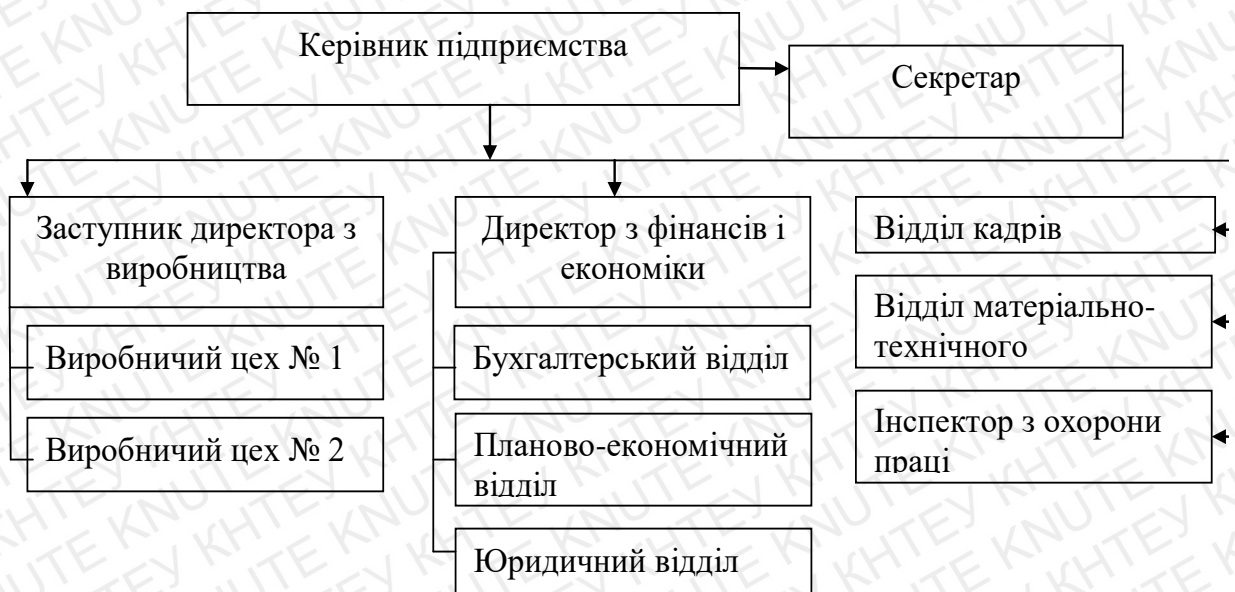 Керівник підприємства
Секретар
Заступник директора з
виробництва
Виробничий цех № 1
Виробничий цех № 2
Директор з фінансів і
економіки
Бухгалтерський відділ
Планово-економічний
відділ
Юридичний відділ
Відділ кадрів
Відділ матеріально-
технічного
Інспектор з охорони
праці